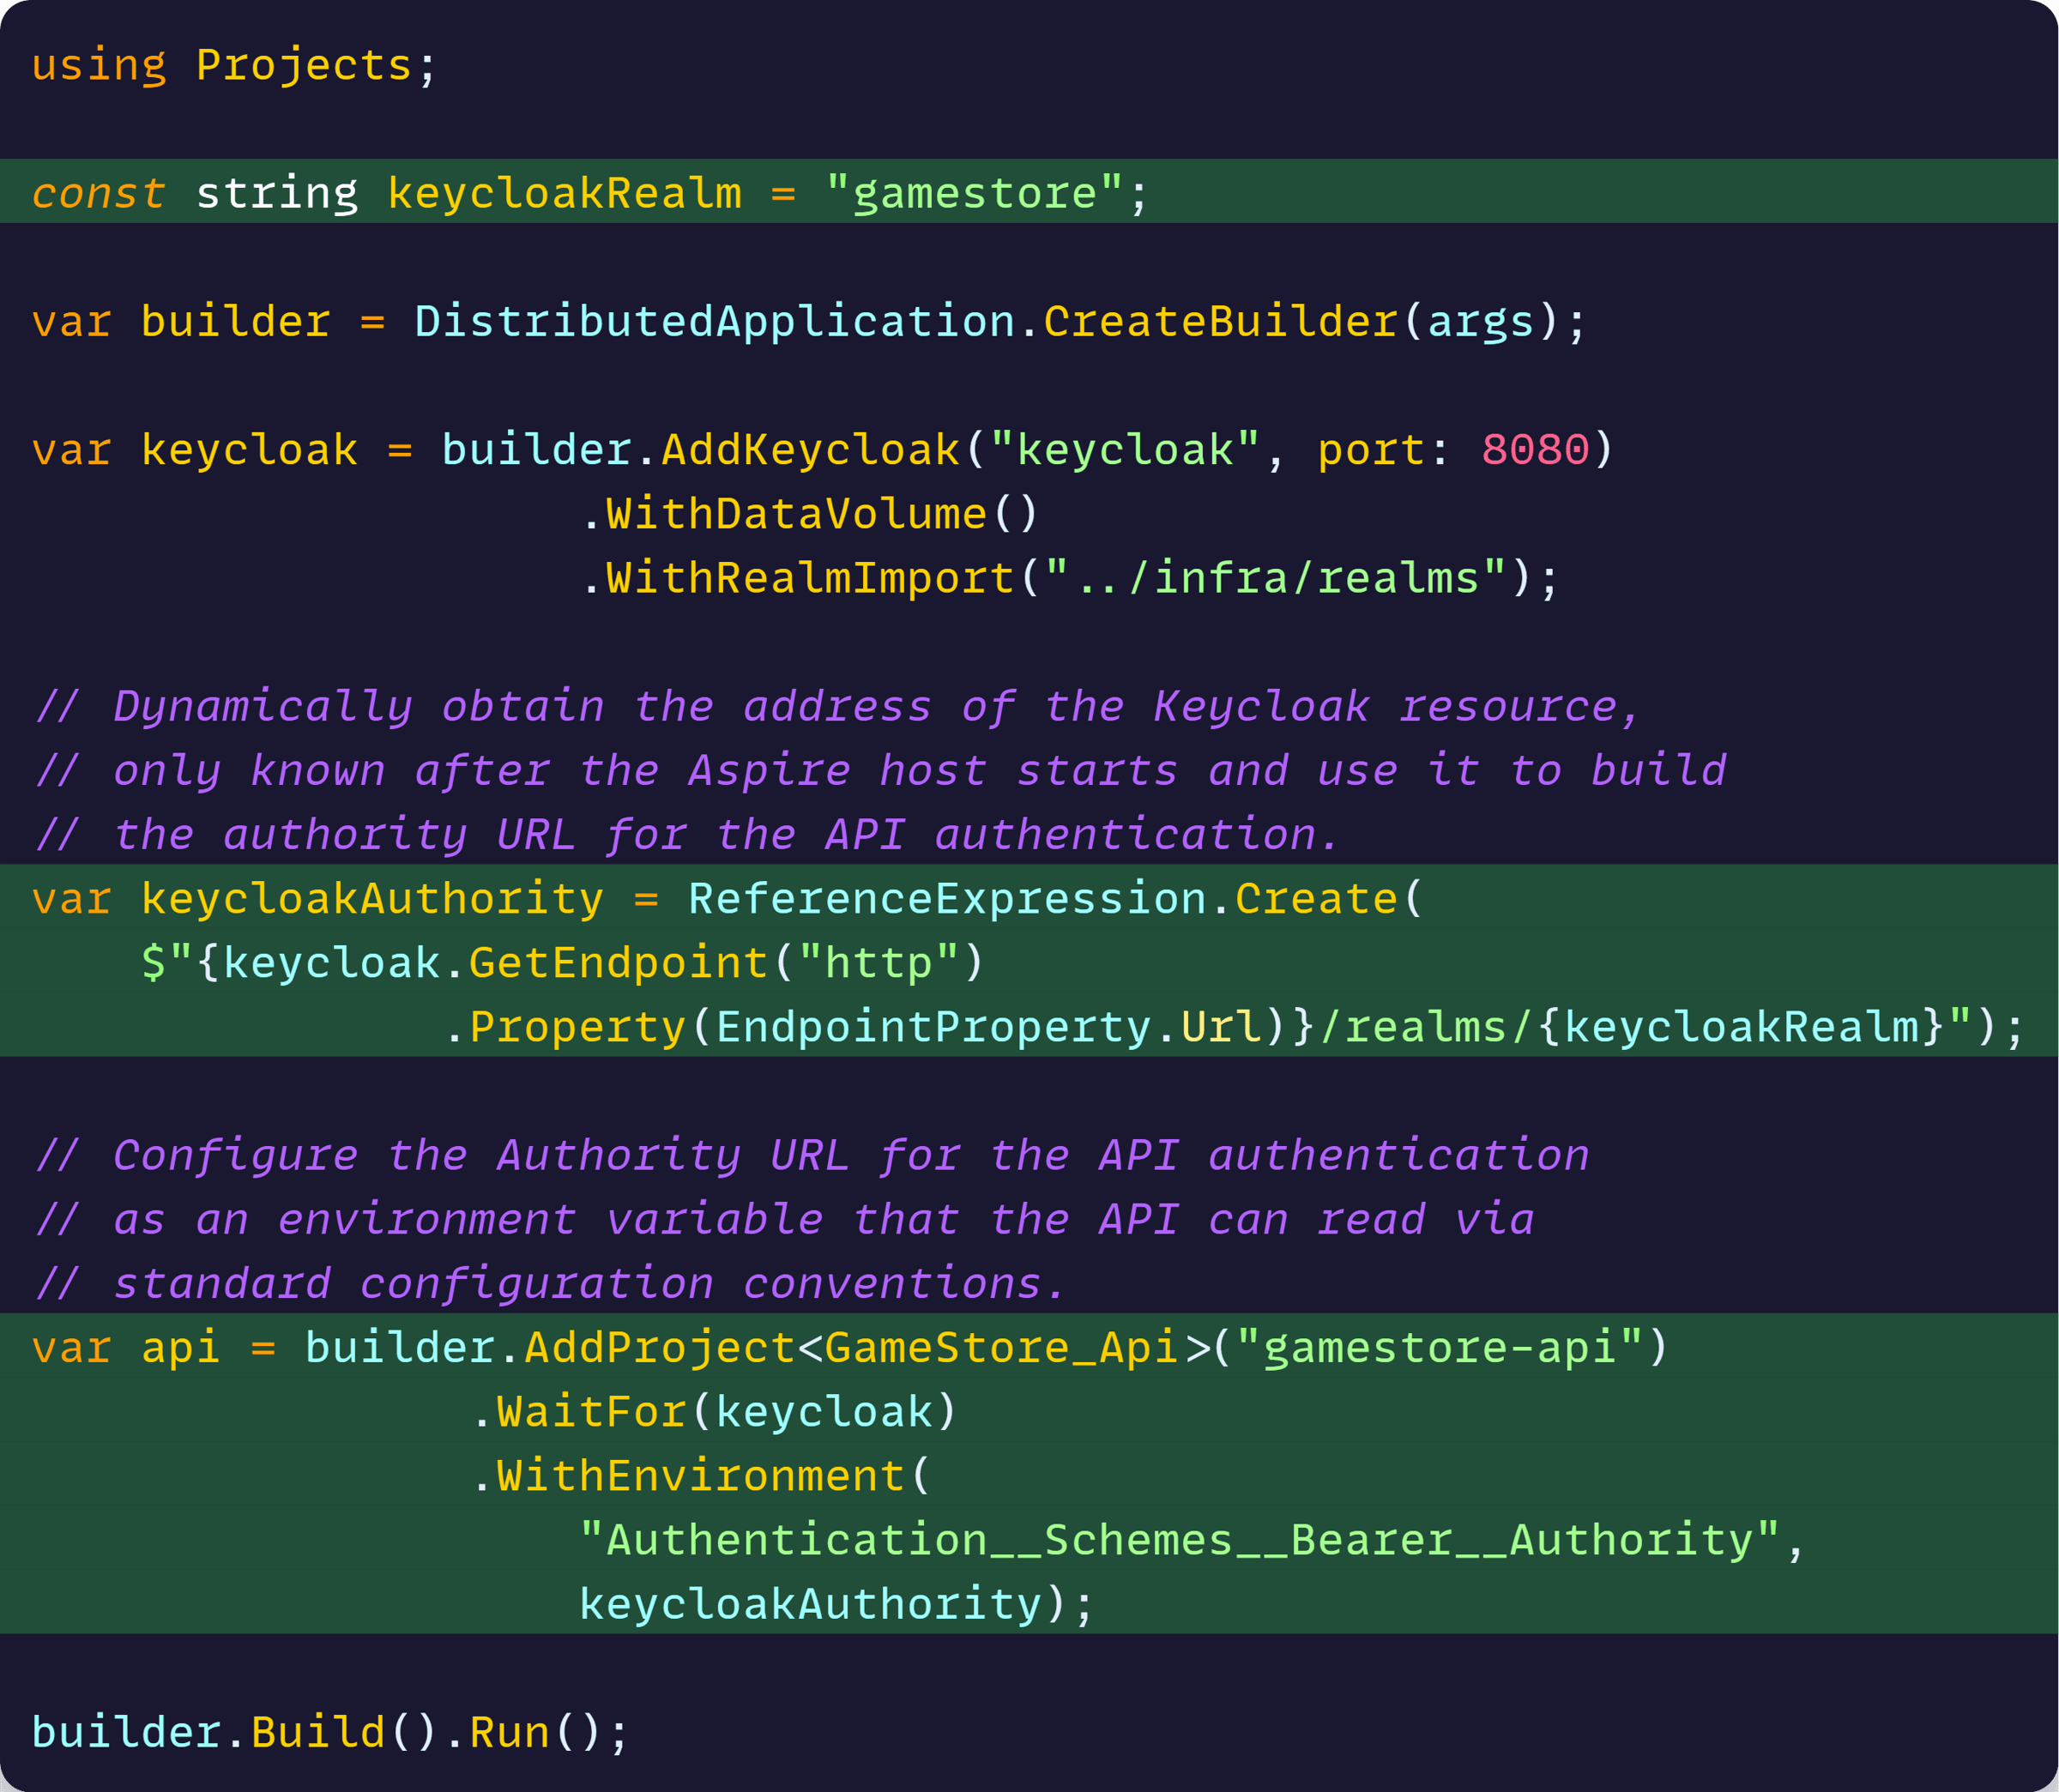 using Projects;
const string keycloakRealm = "gamestore";
var builder = DistributedApplication.CreateBuilder(args);
var keycloak = builder.AddKeycloak("keycloak", port: 8080)
.WithDataVolume()
.WithRealmImport("../infra/realms");
// Dynamically obtain the address of the Keycloak resource,
// only known after the Aspire host starts and use it to build
// the authority URL for the API authentication.
var keycloakAuthority = ReferenceExpression.Create(
$"{keycloak.GetEndpoint("http")
.Property(EndpointProperty.Url)}/realms/{keycloakRealm}");
// Configure the Authority URL for the API authentication
// as an environment variable that the API can read via
// standard configuration conventions.
var api = builder.AddProject<GameStore_Api>("gamestore-api")
.WaitFor(keycloak)
.WithEnvironment(
"Authentication__Schemes__Bearer__Authority",
keycloakAuthority);
builder.Build().Run();